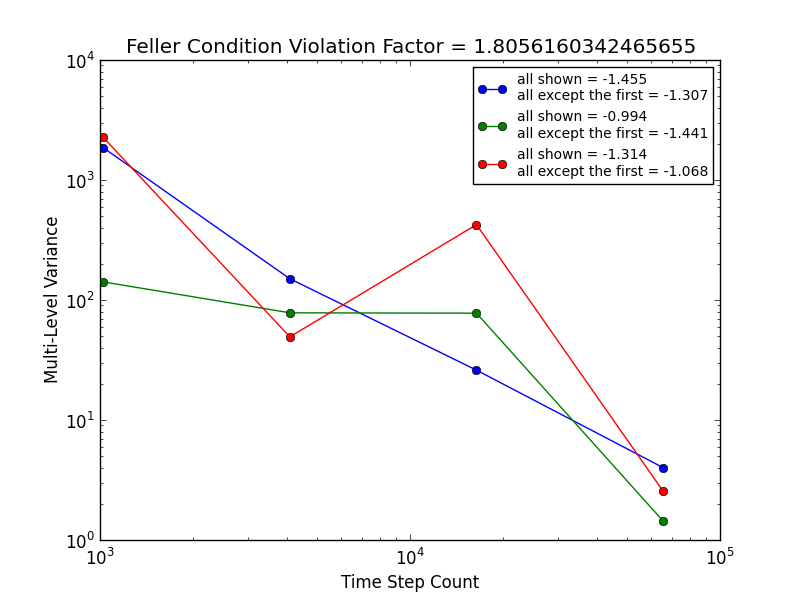 Feller Condition Violation Factor = 1.8056160342465655
10^4
10^3
10^2
10^1
10^0
Multi-Level Variance
all shown = -1.455
all except the first = -1.307
all shown = -0.994
all except the first = -1.441
all shown = -1.314
all except the first = -1.068
10^3
10^4
10^5
Time Step Count